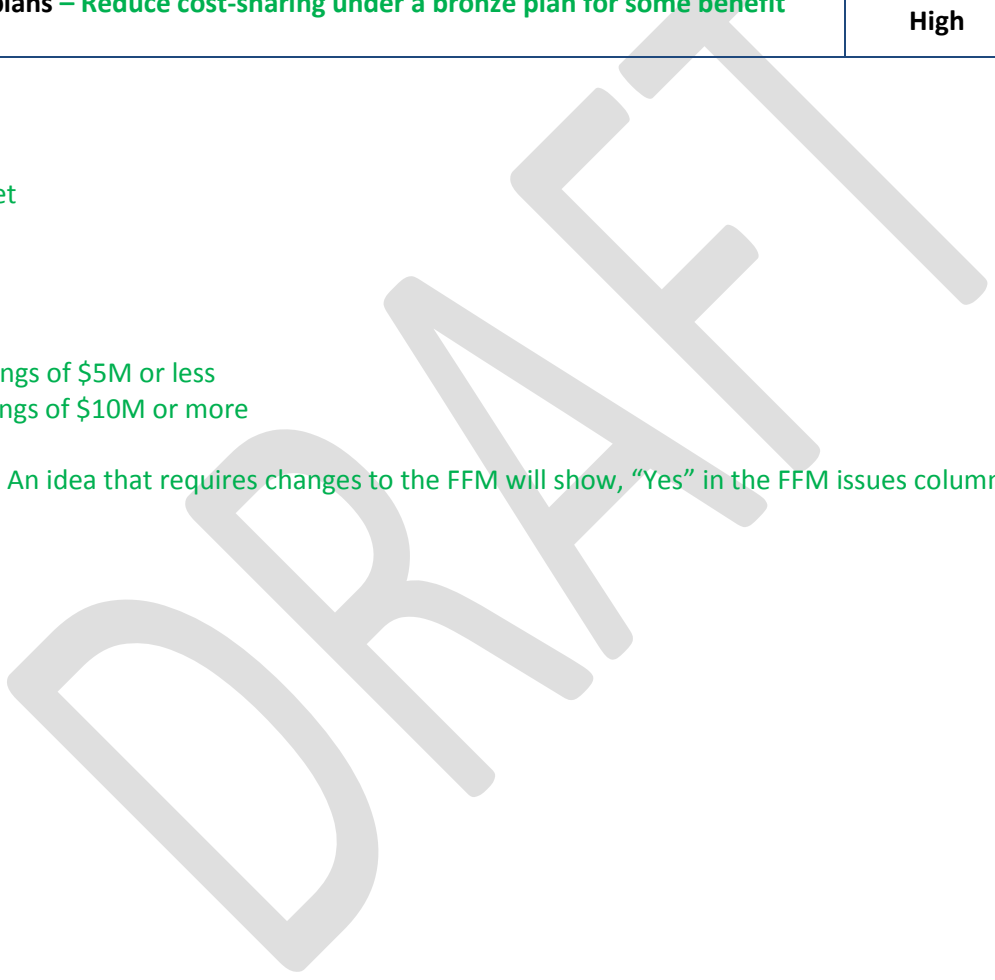 plans – Reduce cost-sharing under a bronze plan for some benefit
High
et
ngs of $5M or less
ngs of $10M or more
An idea that requires changes to the FFM will show, “Yes” in the FFM issues column
DRAFT